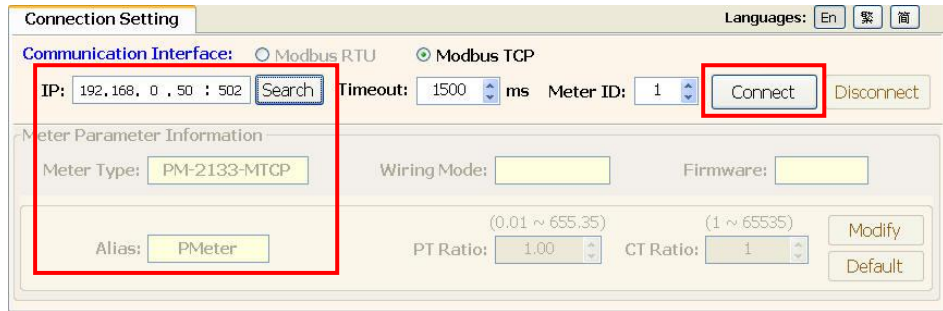 Connection Setting Languages: En 繁 简
Communication Interface: Modbus RTU Modbus TCP
IP: 192.168. 0 .50 : 502 Search Timeout: 1500 ms Meter ID: 1 Connect Disconnect
Meter Parameter Information
Meter Type: PM-2133-MTCP Wiring Mode: Firmware:
(0.01 ~ 655.35) (1 ~ 65535)
Alias: PMeter PT Ratio: 1.00 CT Ratio: 1 Modify
Default